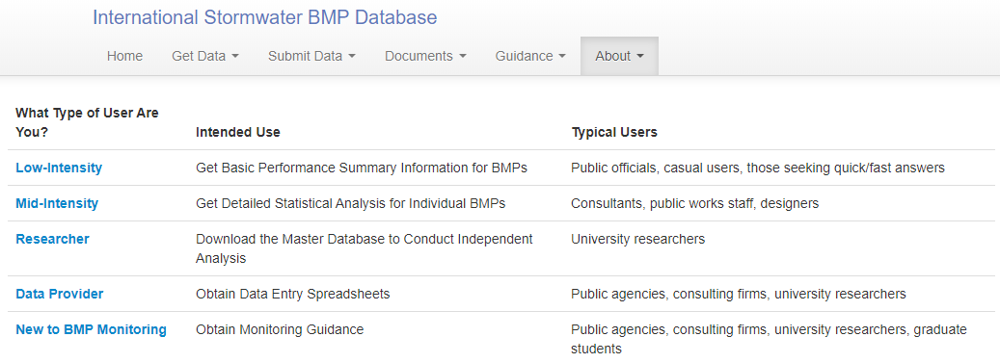 International Stormwater BMP Database
Home Get Data Submit Data Documents Guidance About
What Type of User Are
You? Intended Use Typical Users
Low-Intensity Get Basic Performance Summary Information for BMPs Public officials, casual users, those seeking quick/fast answers
Mid-Intensity Get Detailed Statistical Analysis for Individual BMPs Consultants, public works staff, designers
Researcher Download the Master Database to Conduct Independent University researchers
Analysis
Data Provider Obtain Data Entry Spreadsheets Public agencies, consulting firms, university researchers
New to BMP Monitoring Obtain Monitoring Guidance Public agencies, consulting firms, university researchers, graduate
students